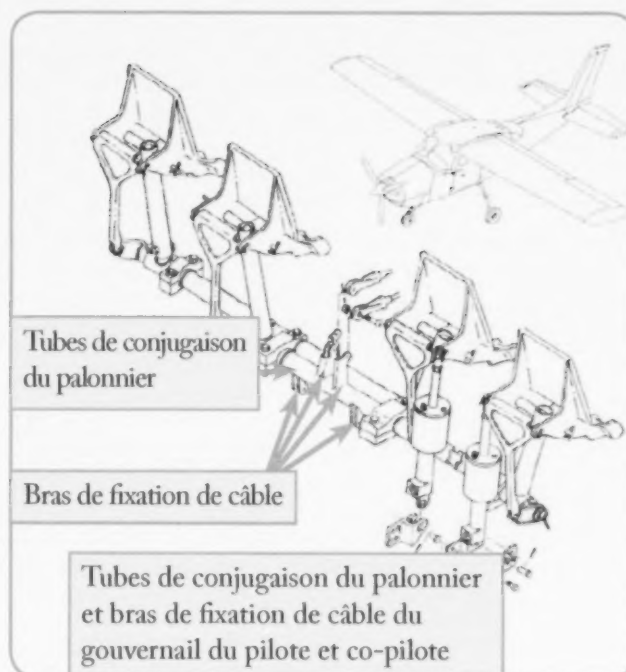 Tubes de conjugaison
du palonnier
Bras de fixation de câble
Tubes de conjugaison du palonnier
et bras de fixation de câble du
gouvernail du pilote et co-pilote